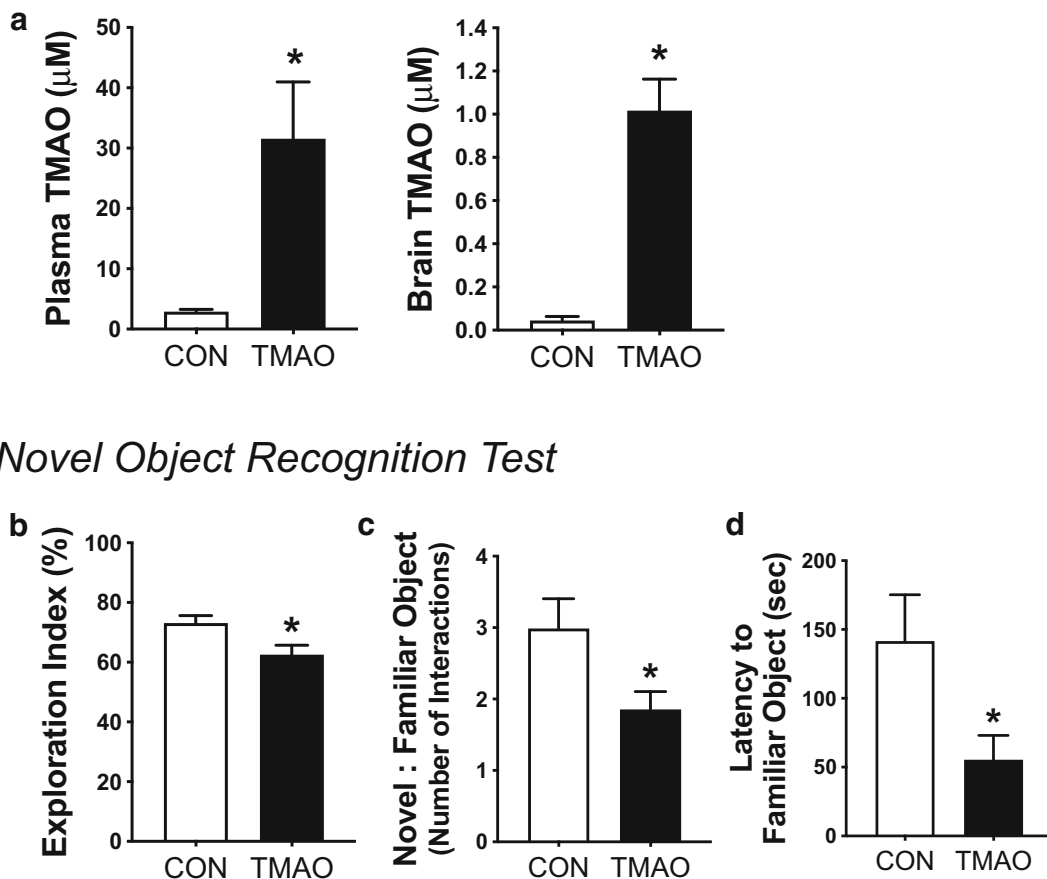 a
Plasma TMAO (μM)
50
40
30
20
10
0
*
CON TMAO
Brain TMAO (μM)
1.4
1.2
1.0
0.8
0.6
0.4
0.2
0.0
*
CON TMAO
Novel Object Recognition Test
b
Exploration Index (%)
100
80
60
40
20
0
*
CON TMAO
c
Novel : Familiar Object
(Number of Interactions)
4
3
2
1
0
*
CON TMAO
d
Latency to
Familiar Object (sec)
200
150
100
50
0
*
CON TMAO